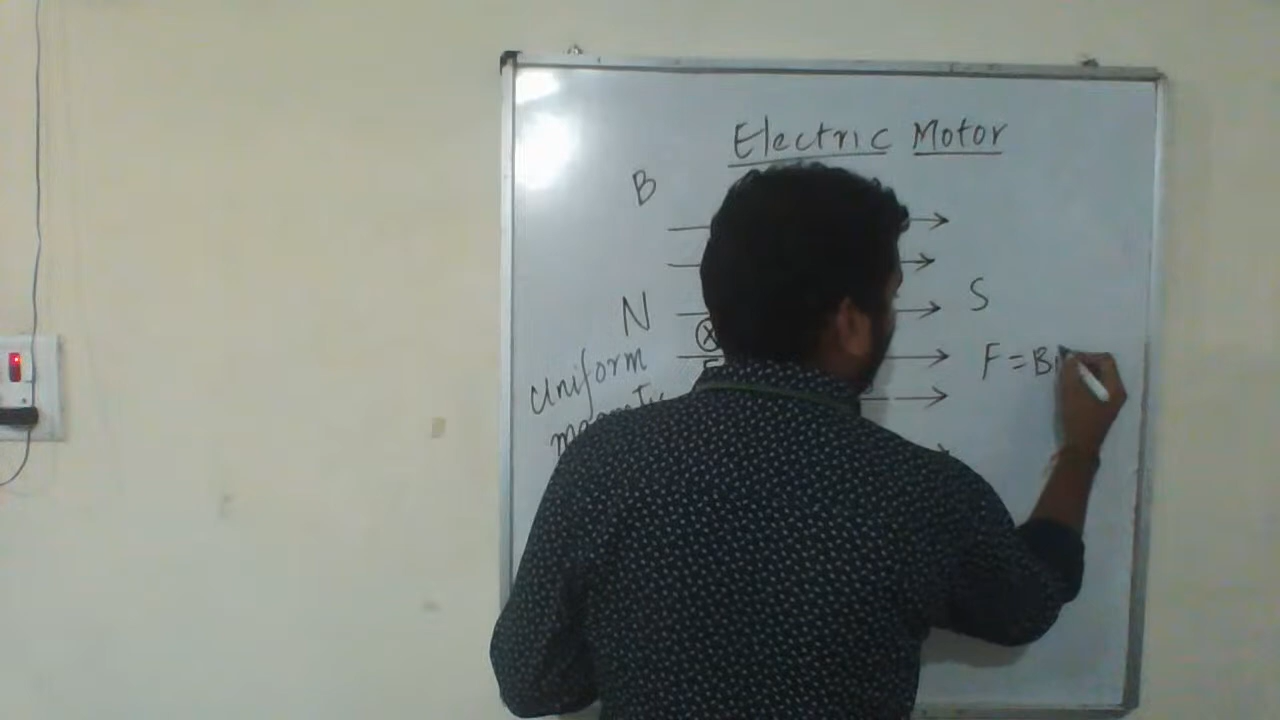 Electric Motor
B
N
S
Uniform
F = B